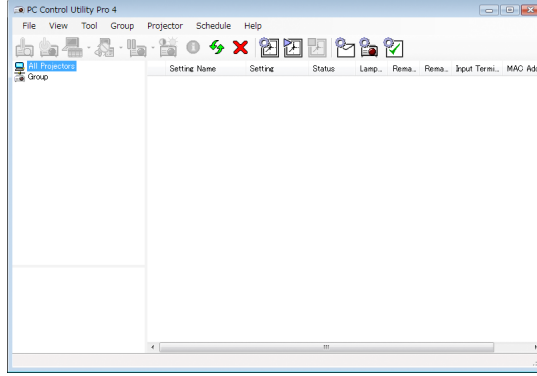 PC Control Utility Pro 4
File View Tool Group Projector Schedule Help
All Projectors
Group
Setting Name Setting Status Lamp... Rema... Rema... Input Termi... MAC Add